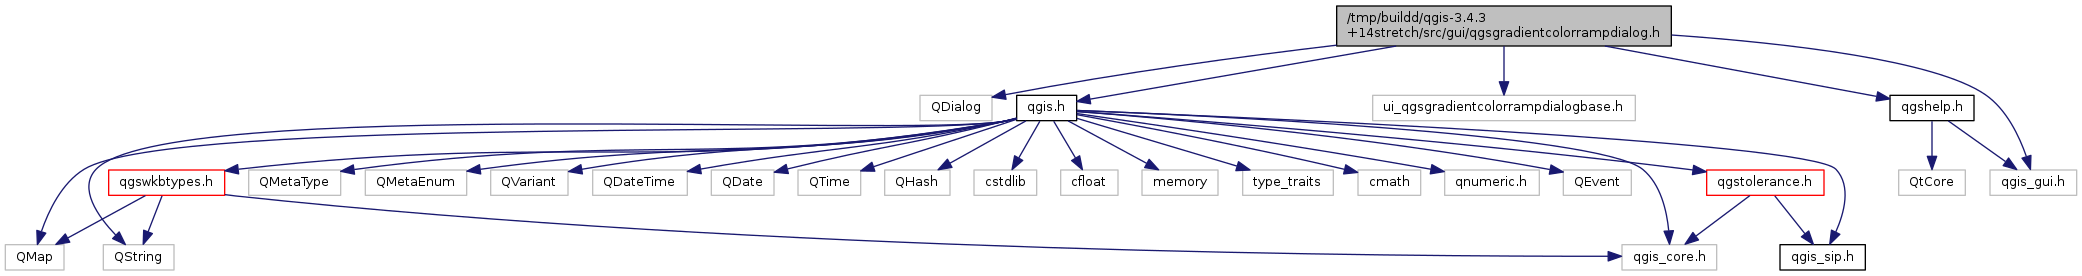 /tmp/buildd/qgis-3.4.3
+14stretch/src/gui/qgsgradientcolorrampdialog.h
QDialog
qgis.h
ui_qgsgradientcolorrampdialogbase.h
qgshelp.h
qgswkbtypes.h
QMetaType
QMetaEnum
QVariant
QDateTime
QDate
QTime
QHash
cstdlib
cfloat
memory
type_traits
cmath
qnumeric.h
QEvent
qgstolerance.h
QtCore
qgis_gui.h
QMap
QString
qgis_core.h
qgis_sip.h